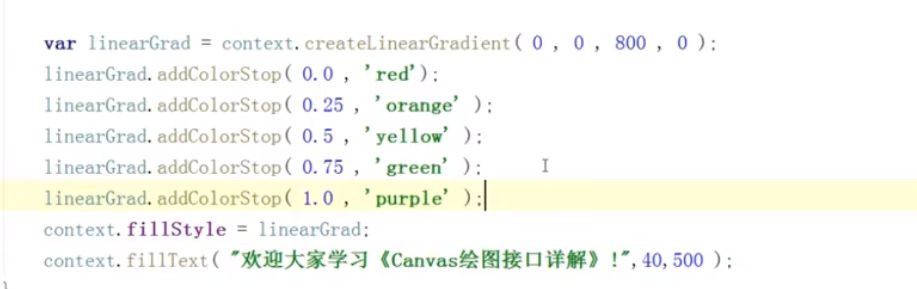 var linearGrad = context.createLinearGradient( 0 , 0 , 800 , 0 );
linearGrad.addColorStop( 0.0 , 'red');
linearGrad.addColorStop( 0.25 , 'orange' );
linearGrad.addColorStop( 0.5 , 'yellow' );
linearGrad.addColorStop( 0.75 , 'green' );
linearGrad.addColorStop( 1.0 , 'purple' );
context.fillStyle = linearGrad;
context.fillText( "欢迎大家学习《Canvas绘图接口详解》!",40,500 );
}